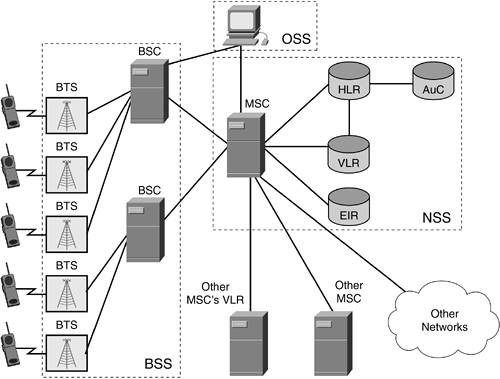 BSC
OSS
BTS
HLR
AuC
MSC
BTS
VLR
BSC
BTS
EIR
NSS
BTS
Other
MSC's VLR
Other
MSC
Other
Networks
BTS
BSS